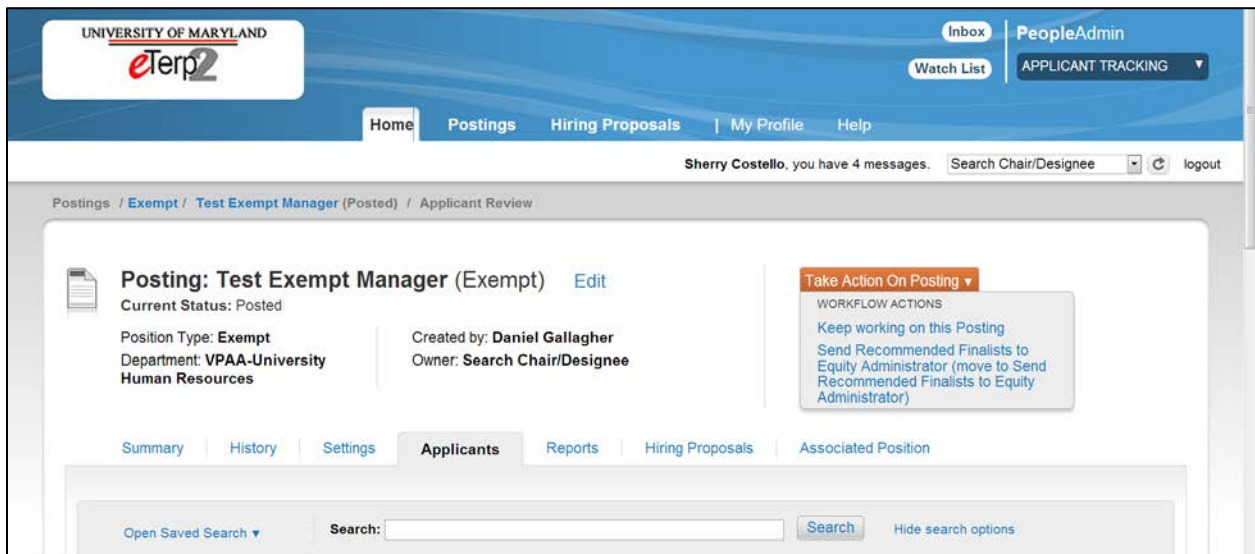 UNIVERSITY OF MARYLAND
eTerp2
Inbox
PeopleAdmin
Watch List
APPLICANT TRACKING
Home Postings Hiring Proposals | My Profile Help
Sherry Costello, you have 4 messages. Search Chair/Designee logout
Postings / Exempt / Test Exempt Manager (Posted) / Applicant Review
Posting: Test Exempt Manager (Exempt) Edit
Current Status: Posted
Position Type: Exempt
Department: VPAA-University
Human Resources
Created by: Daniel Gallagher
Owner: Search Chair/Designee
Take Action On Posting
WORKFLOW ACTIONS
Keep working on this Posting
Send Recommended Finalists to
Equity Administrator (move to Send
Recommended Finalists to Equity
Administrator)
Summary History Settings Applicants Reports Hiring Proposals Associated Position
Open Saved Search Search: Search Hide search options